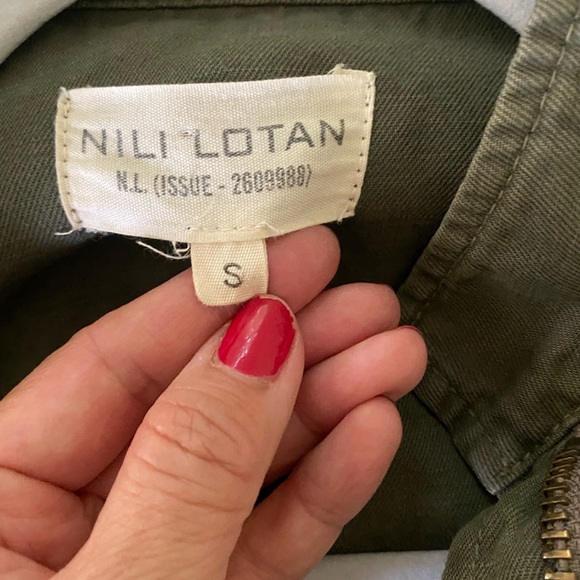 NILI LOTAN
N.L. (ISSUE - 2609988)
S